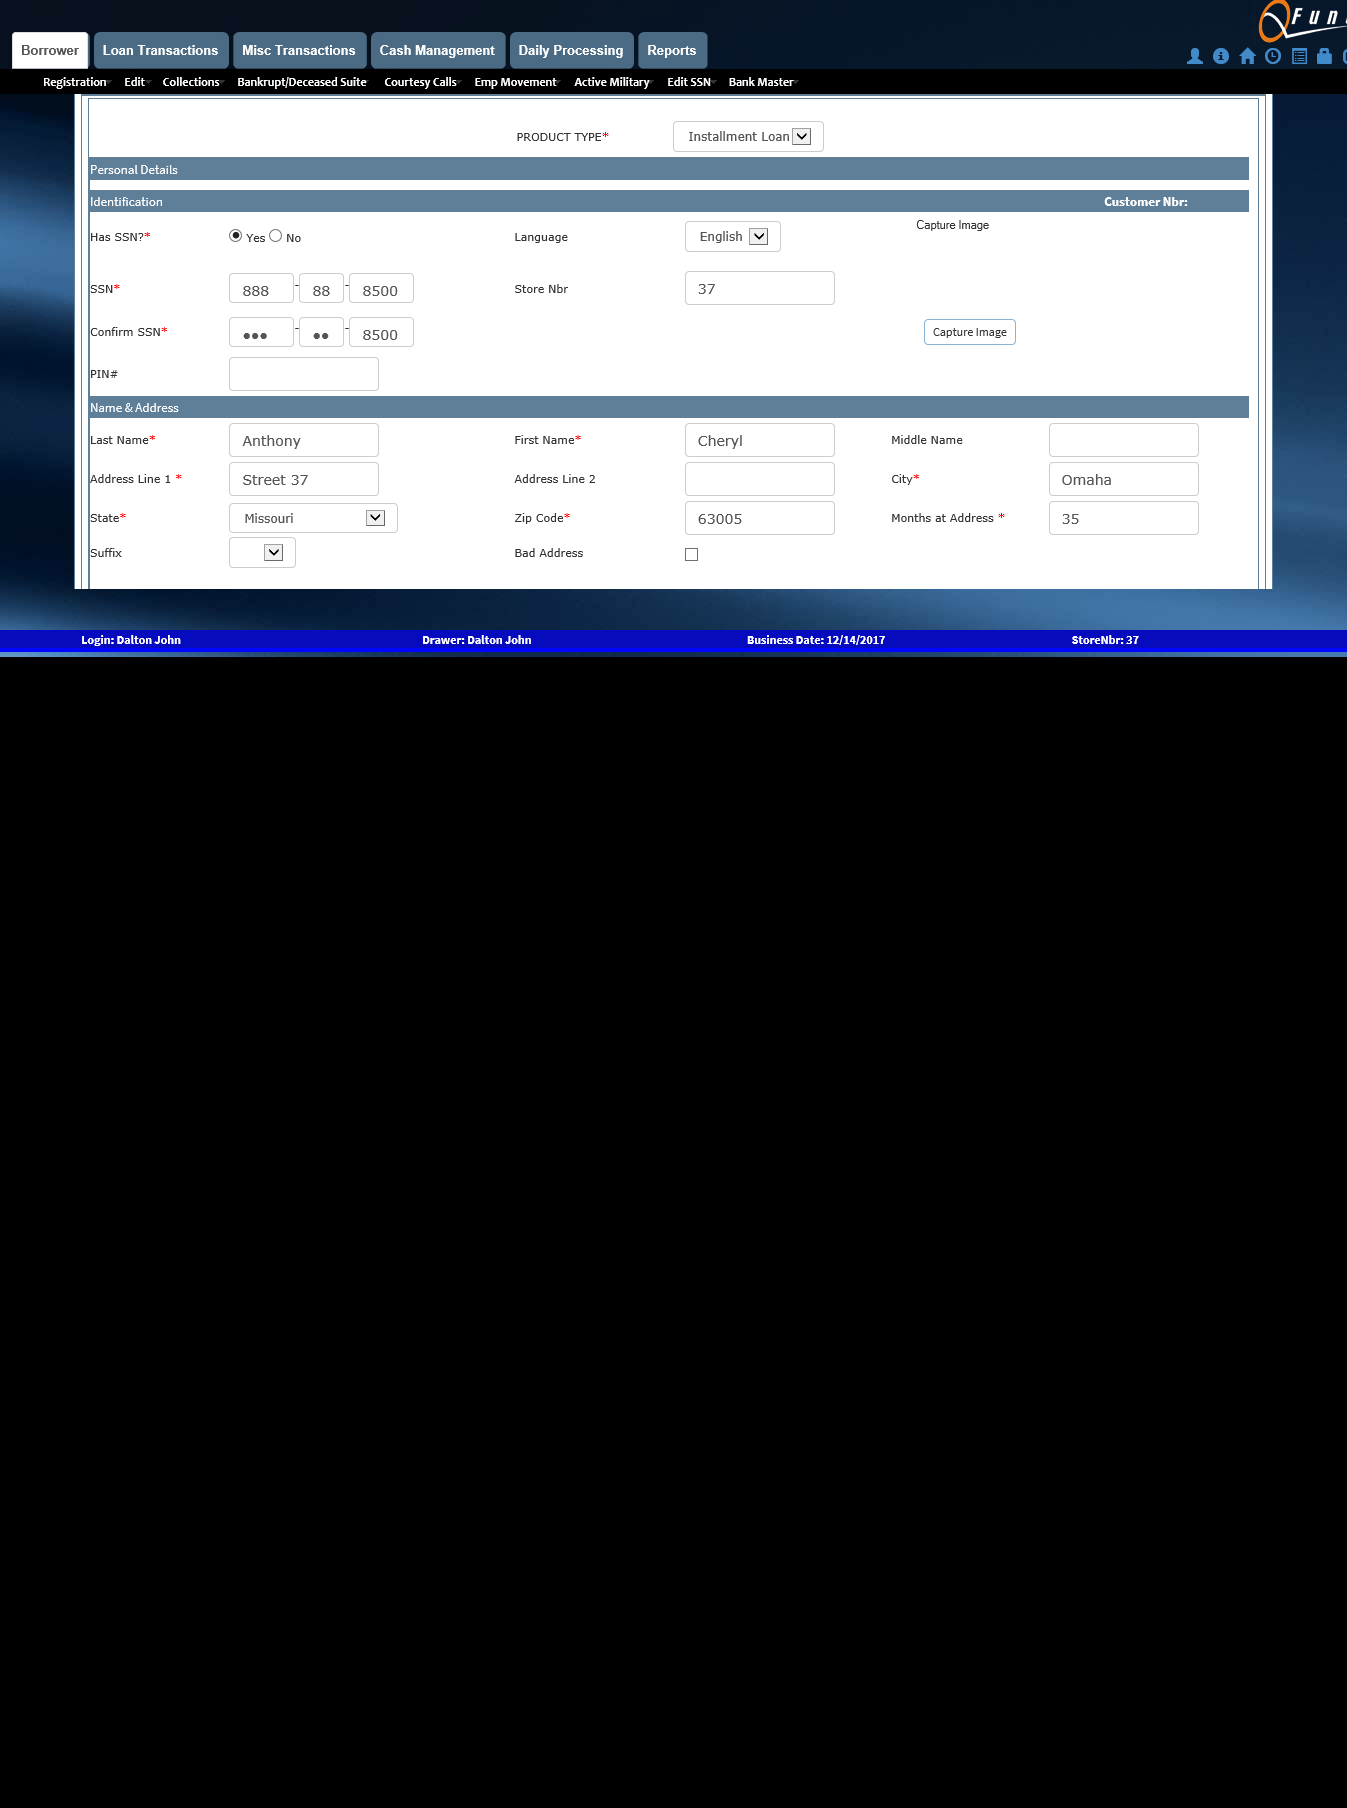 Fun
Borrower Loan Transactions Misc Transactions Cash Management Daily Processing Reports
Registration Edit Collections Bankrupt/Deceased Suite Courtesy Calls Emp Movement Active Military Edit SSN Bank Master
PRODUCT TYPE* Installment Loan
Personal Details
Identification Customer Nbr:
Has SSN?* Yes No Language English Capture Image
SSN* 888 - 88 - 8500 Store Nbr 37
Confirm SSN* ●●● - ●● - 8500 Capture Image
PIN#
Name & Address
Last Name* Anthony First Name* Cheryl Middle Name
Address Line 1 * Street 37 Address Line 2 City* Omaha
State* Missouri Zip Code* 63005 Months at Address * 35
Suffix Bad Address
Login: Dalton John Drawer: Dalton John Business Date: 12/14/2017 StoreNbr: 37